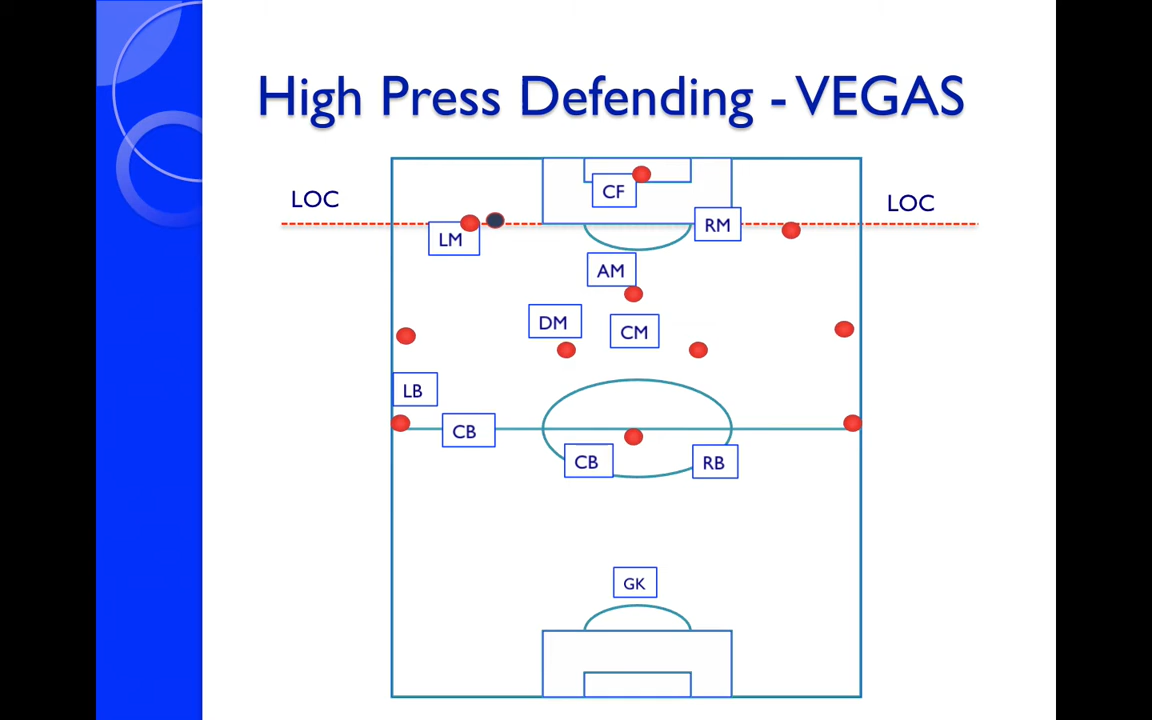 High Press Defending - VEGAS
CF
LOC
LOC
RM
LM
AM
DM
CM
LB
CB
CB
RB
GK